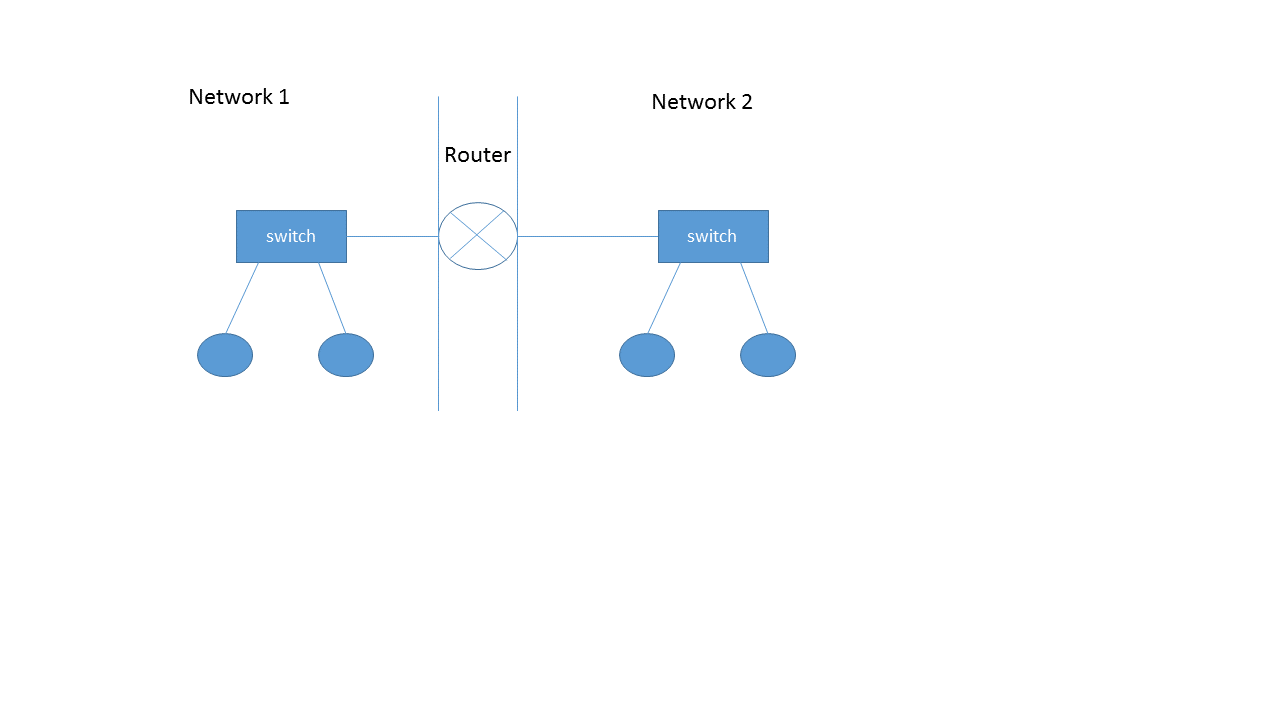 Network 1
Network 2
Router
switch
switch